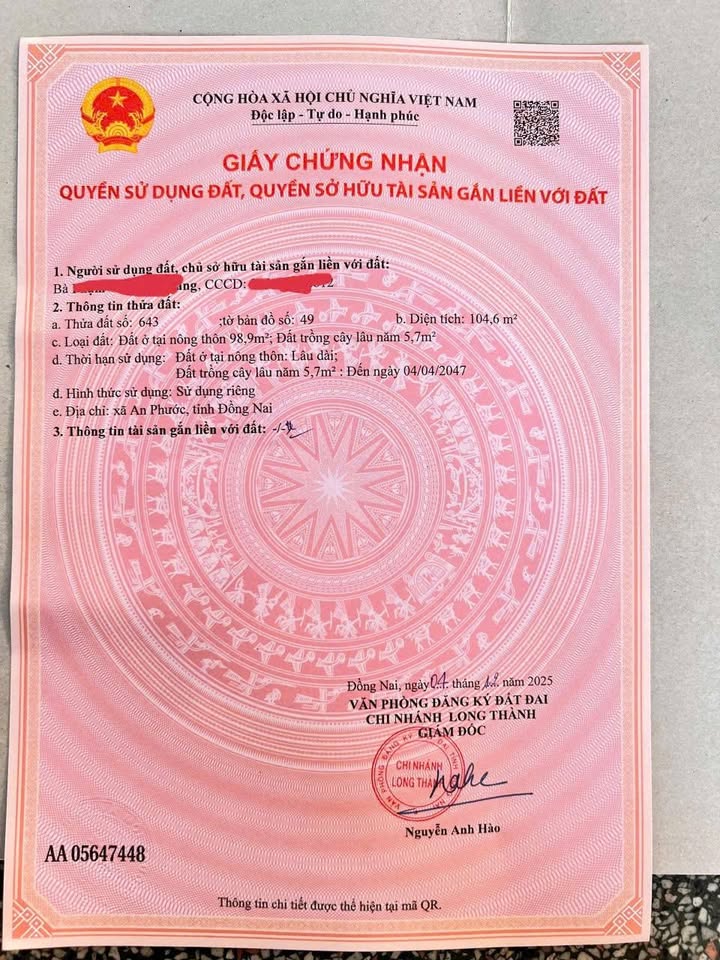 CỘNG HÒA XÃ HỘI CHỦ NGHĨA VIỆT NAM
Độc lập - Tự do - Hạnh phúc
GIẤY CHỨNG NHẬN
QUYỀN SỬ DỤNG ĐẤT, QUYỀN SỞ HỮU TÀI SẢN GẮN LIỀN VỚI ĐẤT
1. Người sử dụng đất, chủ sở hữu tài sản gắn liền với đất:
Bà CCCD:
2. Thông tin thửa đất:
a. Thửa đất số: 643 ;tờ bản đồ số: 49 b. Diện tích: 104,6 m²
c. Loại đất: Đất ở tại nông thôn 98,9m²; Đất trồng cây lâu năm 5,7m²
d. Thời hạn sử dụng: Đất ở tại nông thôn: Lâu dài;
Đất trồng cây lâu năm 5,7m² : Đến ngày 04/04/2047
đ. Hình thức sử dụng: Sử dụng riêng
e. Địa chỉ: xã An Phước, tỉnh Đồng Nai
3. Thông tin tài sản gắn liền với đất: -/-
Đồng Nai, ngày 01 tháng 12 năm 2025
VĂN PHÒNG ĐĂNG KÝ ĐẤT ĐAI
CHI NHÁNH LONG THÀNH
GIÁM ĐỐC
CHI NHÁNH
LONG THÀNH
Nguyễn Anh Hào
AA 05647448
Thông tin chi tiết được thể hiện tại mã QR.